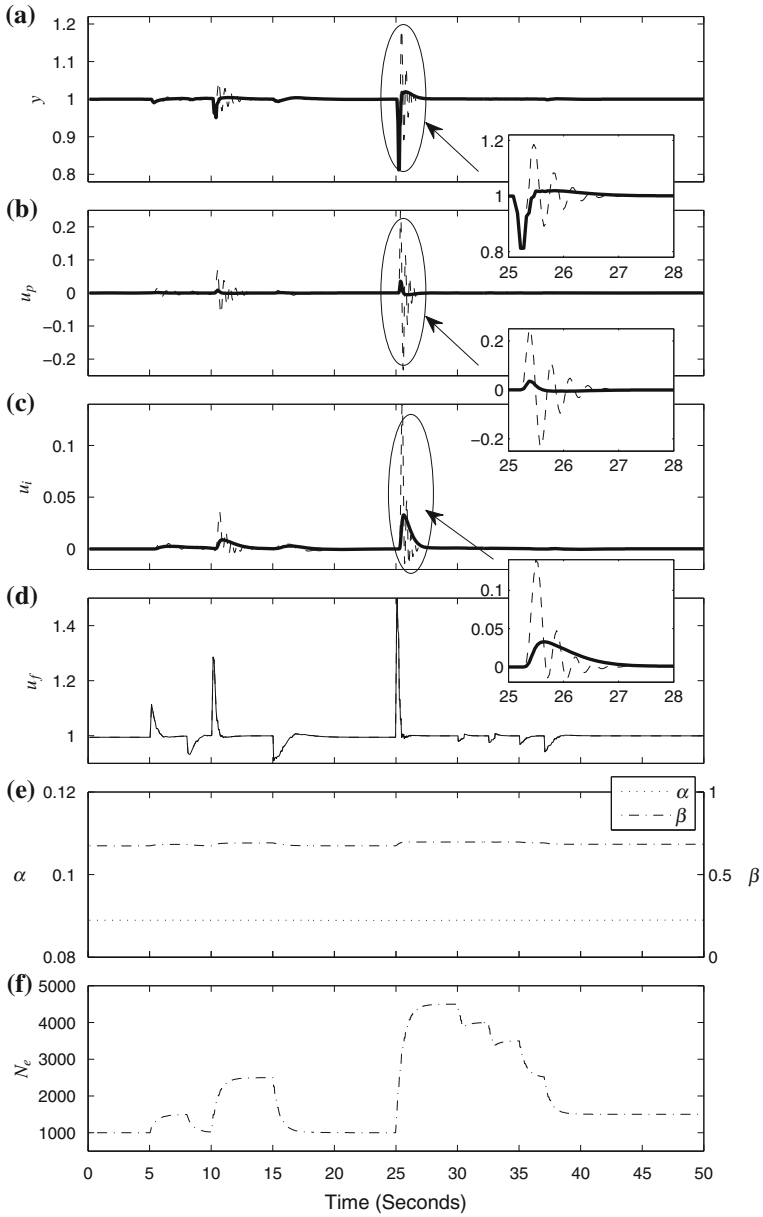 (a)
1.2
1.1
1
0.9
0.8
y
1.2
1
0.8
25 26 27 28
(b)
0.2
0.1
0
−0.1
−0.2
u_p
0.2
0
−0.2
25 26 27 28
(c)
0.1
0.05
0
u_i
0.1
0.05
0
25 26 27 28
(d)
1.4
1.2
1
u_f
(e)
0.12
0.1
0.08
α
α
β
1
0.5
0
β
(f)
5000
4000
3000
2000
1000
N_e
0 5 10 15 20 25 30 35 40 45 50
Time (Seconds)